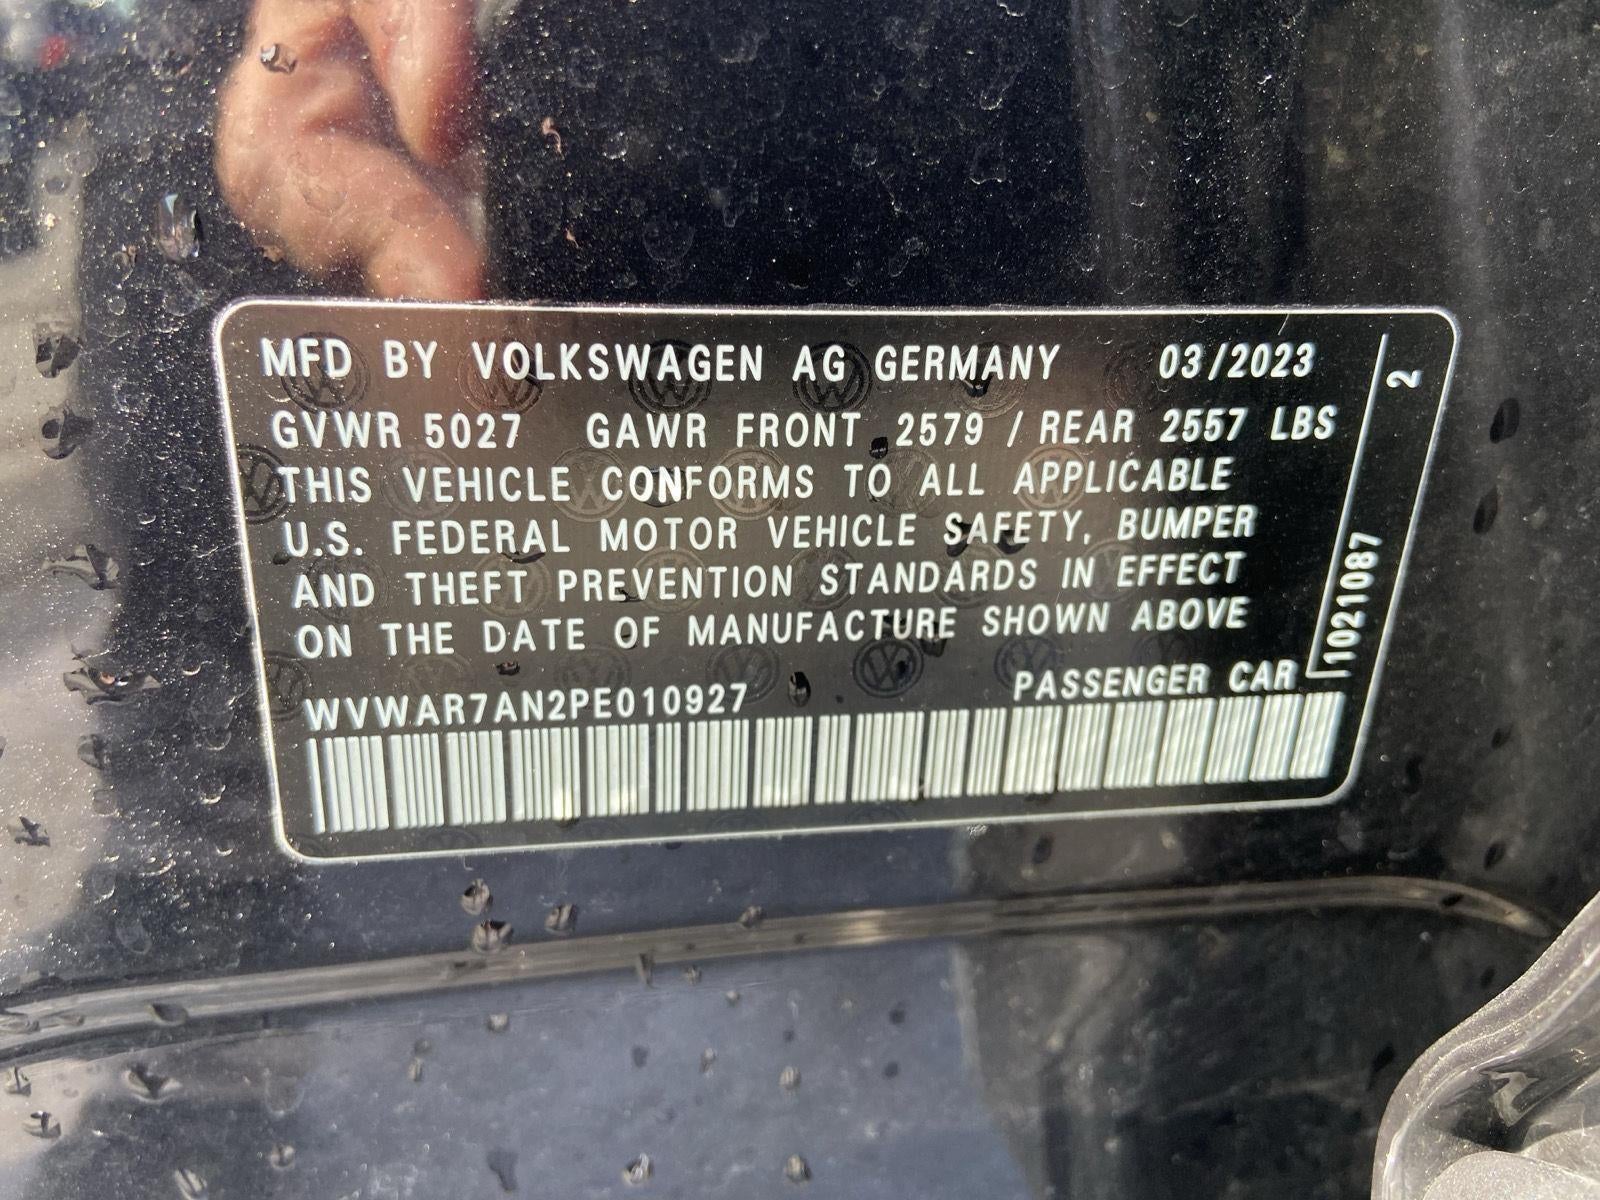 MFD BY VOLKSWAGEN AG GERMANY 03/2023
GVWR 5027 GAWR FRONT 2579 / REAR 2557 LBS
THIS VEHICLE CONFORMS TO ALL APPLICABLE
U.S. FEDERAL MOTOR VEHICLE SAFETY, BUMPER
AND THEFT PREVENTION STANDARDS IN EFFECT
ON THE DATE OF MANUFACTURE SHOWN ABOVE
WVWAR7AN2PE010927 PASSENGER CAR
1021087 2